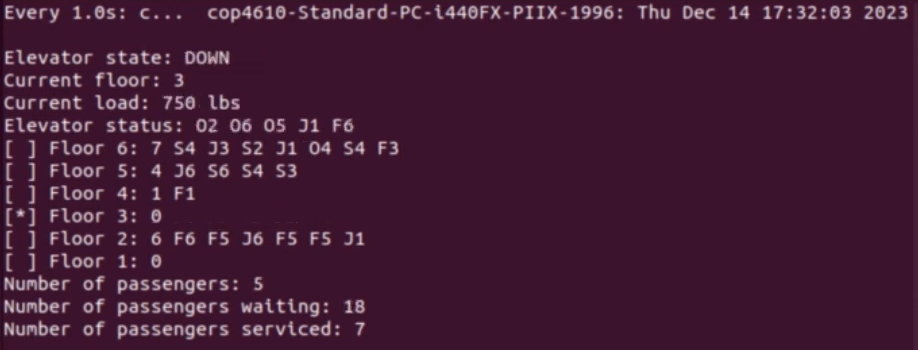 Every 1.0s: c...  cop4610-Standard-PC-i440FX-PIIX-1996: Thu Dec 14 17:32:03 2023
Elevator state: DOWN
Current floor: 3
Current load: 750 lbs
Elevator status: O2 O6 O5 J1 F6
[ ] Floor 6: 7 S4 J3 S2 J1 O4 S4 F3
[ ] Floor 5: 4 J6 S6 S4 S3
[ ] Floor 4: 1 F1
[*] Floor 3: 0
[ ] Floor 2: 6 F6 F5 J6 F5 F5 J1
[ ] Floor 1: 0
Number of passengers: 5
Number of passengers waiting: 18
Number of passengers serviced: 7